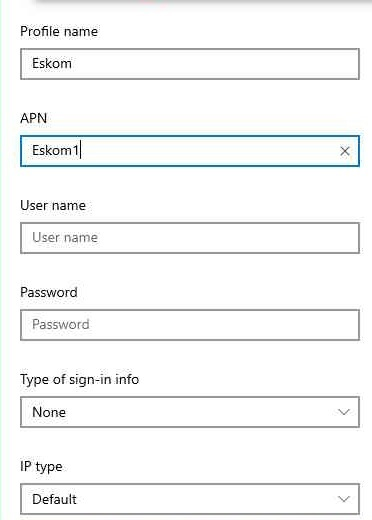 Profile name
Eskom
APN
Eskom1
User name
User name
Password
Password
Type of sign-in info
None
IP type
Default